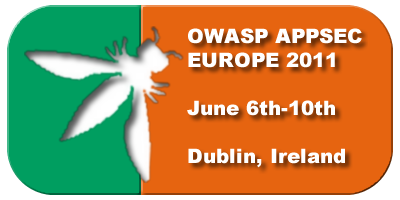 OWASP APPSEC
EUROPE 2011
June 6th-10th
Dublin, Ireland